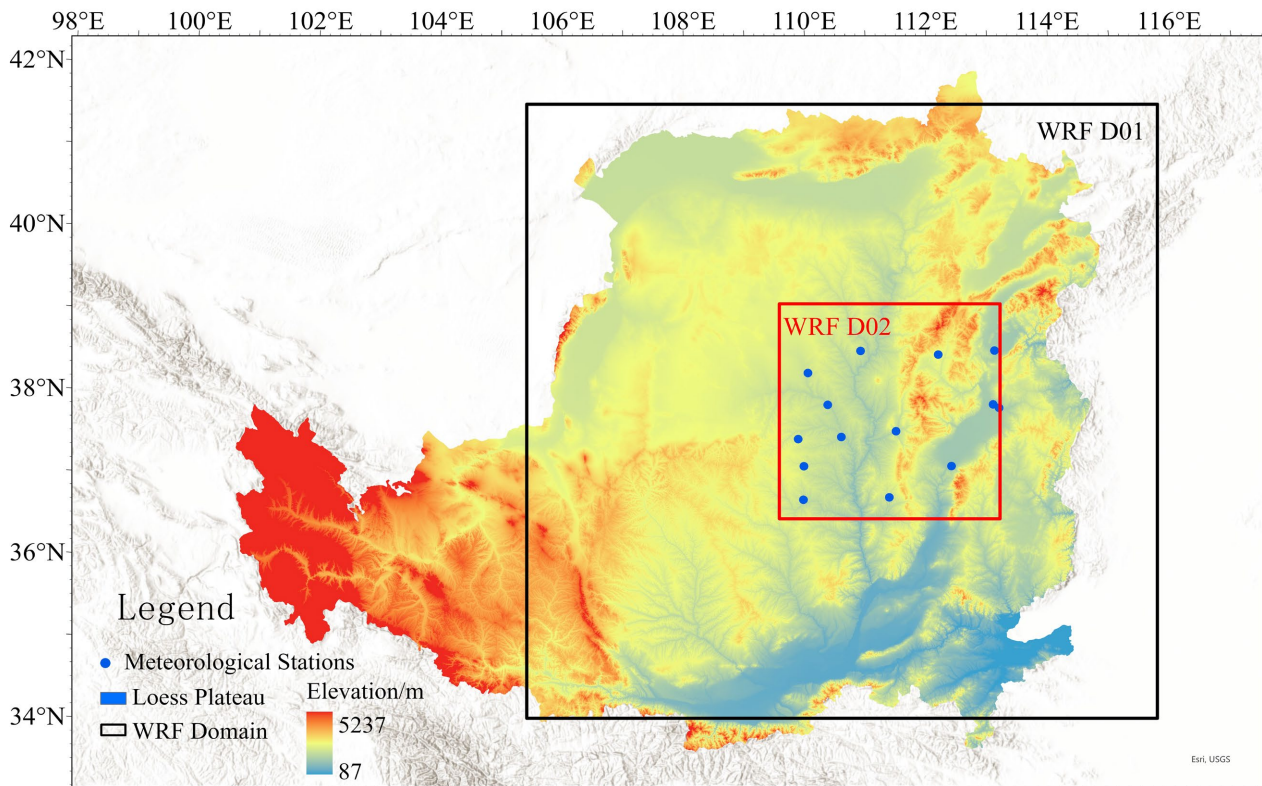 98°E 100°E 102°E 104°E 106°E 108°E 110°E 112°E 114°E 116°E
42°N
WRF D01
40°N
WRF D02
38°N
36°N
Legend
Meteorological Stations
Loess Plateau
Elevation/m
5237
WRF Domain
34°N
87
Esri, USGS